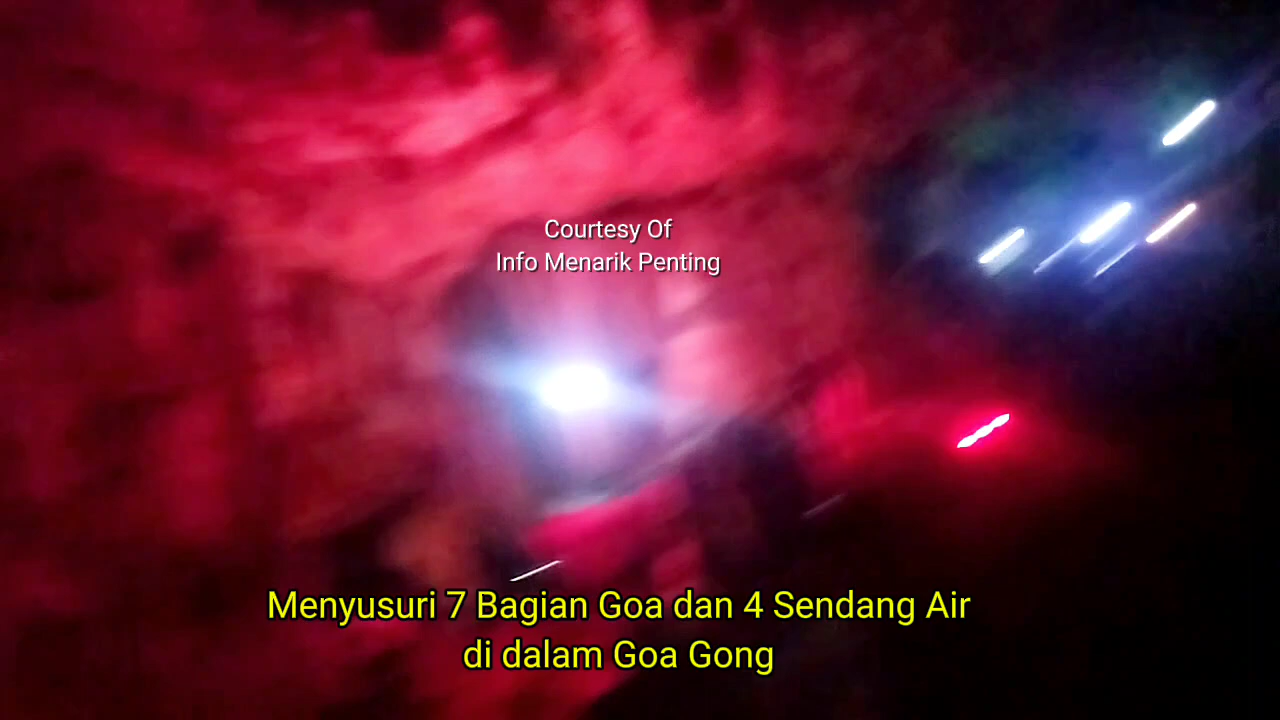 Courtesy Of
Info Menarik Penting
Menyusuri 7 Bagian Goa dan 4 Sendang Air
di dalam Goa Gong